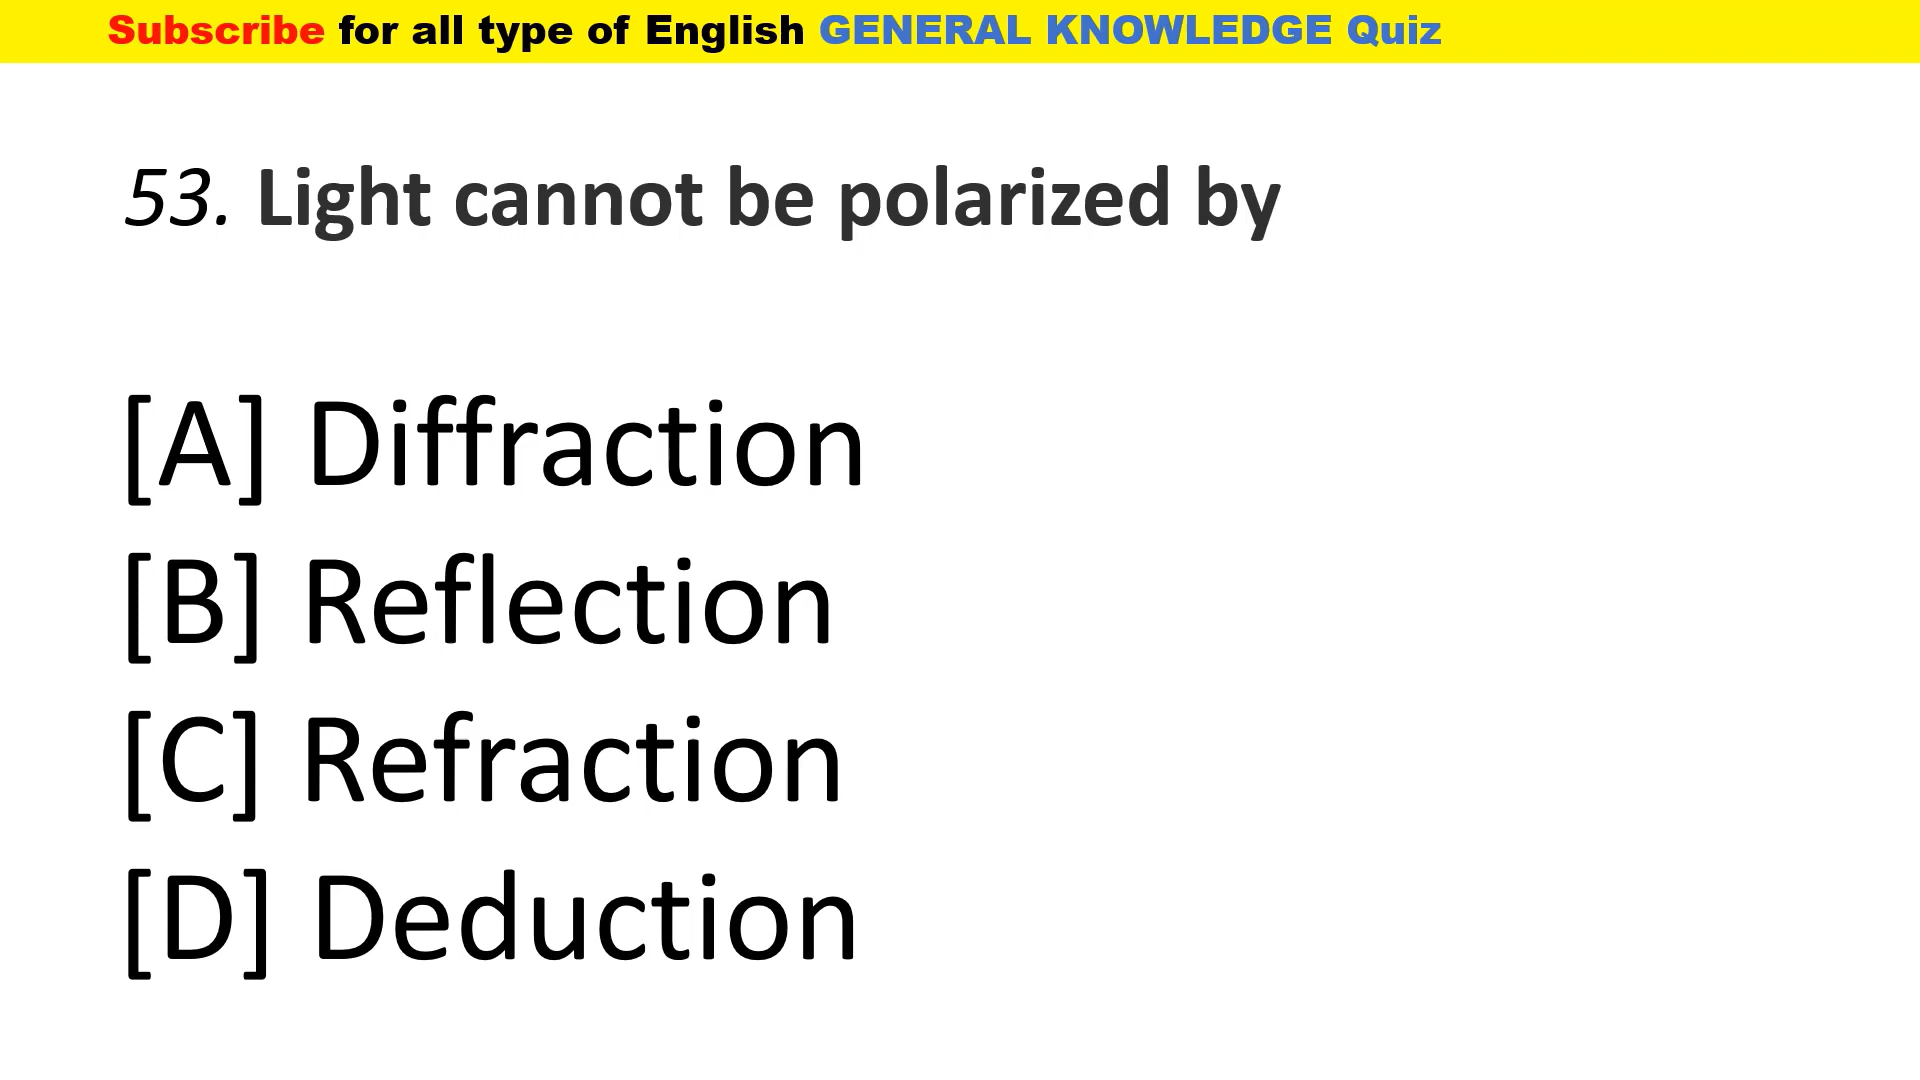 Subscribe for all type of English GENERAL KNOWLEDGE Quiz
53. Light cannot be polarized by
[A] Diffraction
[B] Reflection
[C] Refraction
[D] Deduction